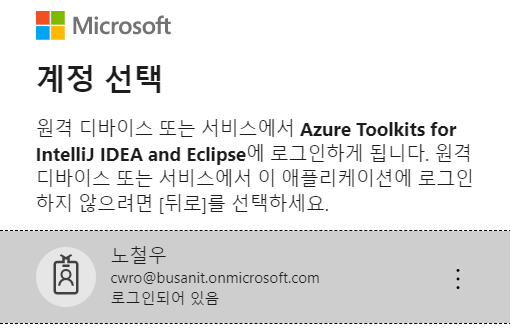 Microsoft
계정 선택
원격 디바이스 또는 서비스에서 Azure Toolkits for
IntelliJ IDEA and Eclipse에 로그인하게 됩니다. 원격
디바이스 또는 서비스에서 이 애플리케이션에 로그인
하지 않으려면 [뒤로]를 선택하세요.
노철우
cwro@busanit.onmicrosoft.com
로그인되어 있음